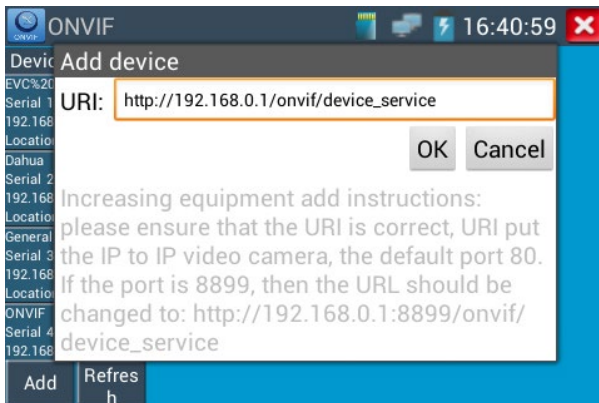 ONVIF 16:40:59
ONVIF
Add device
EVC%20
Serial 1
URI: http://192.168.0.1/onvif/device_service
192.168
OK Cancel
Dahua
Serial 2
192.168
Increasing equipment add instructions:
please ensure that the URI is correct, URI put
General
Serial 3
the IP to IP video camera, the default port 80.
192.168
If the port is 8899, then the URL should be
ONVIF
changed to: http://192.168.0.1:8899/onvif/
Serial 4
192.168
device_service
Add
Refres
h